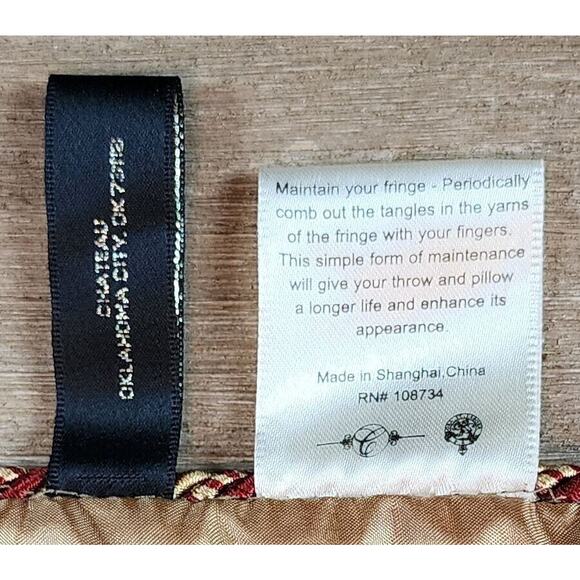 CHATEAU
OKLAHOMA CITY, OK 73112
Maintain your fringe - Periodically
comb out the tangles in the yarns
of the fringe with your fingers.
This simple form of maintenance
will give your throw and pillow
a longer life and enhance its
appearance.
Made in Shanghai,China
RN# 108734